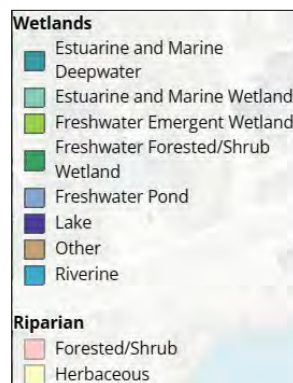 Wetlands
Estuarine and Marine
Deepwater
Estuarine and Marine Wetland
Freshwater Emergent Wetland
Freshwater Forested/Shrub
Wetland
Freshwater Pond
Lake
Other
Riverine
Riparian
Forested/Shrub
Herbaceous